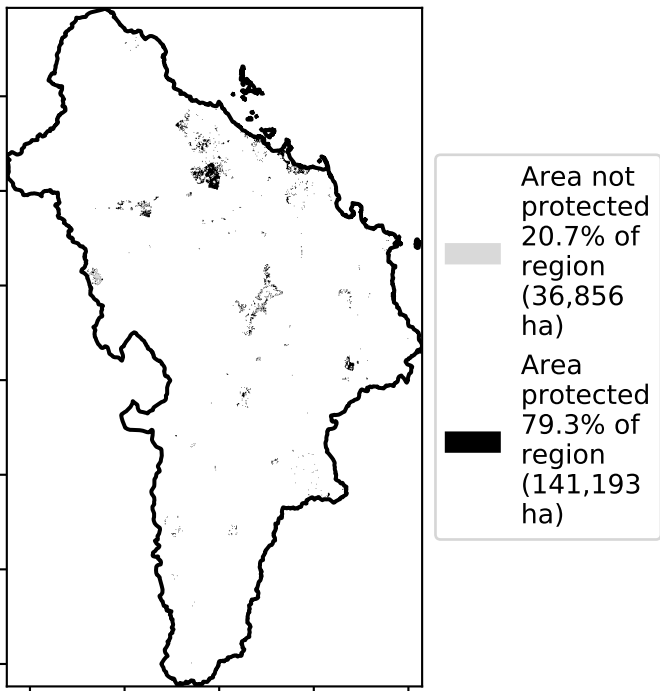 Area not
protected
20.7% of
region
(36,856
ha)
Area
protected
79.3% of
region
(141,193
ha)